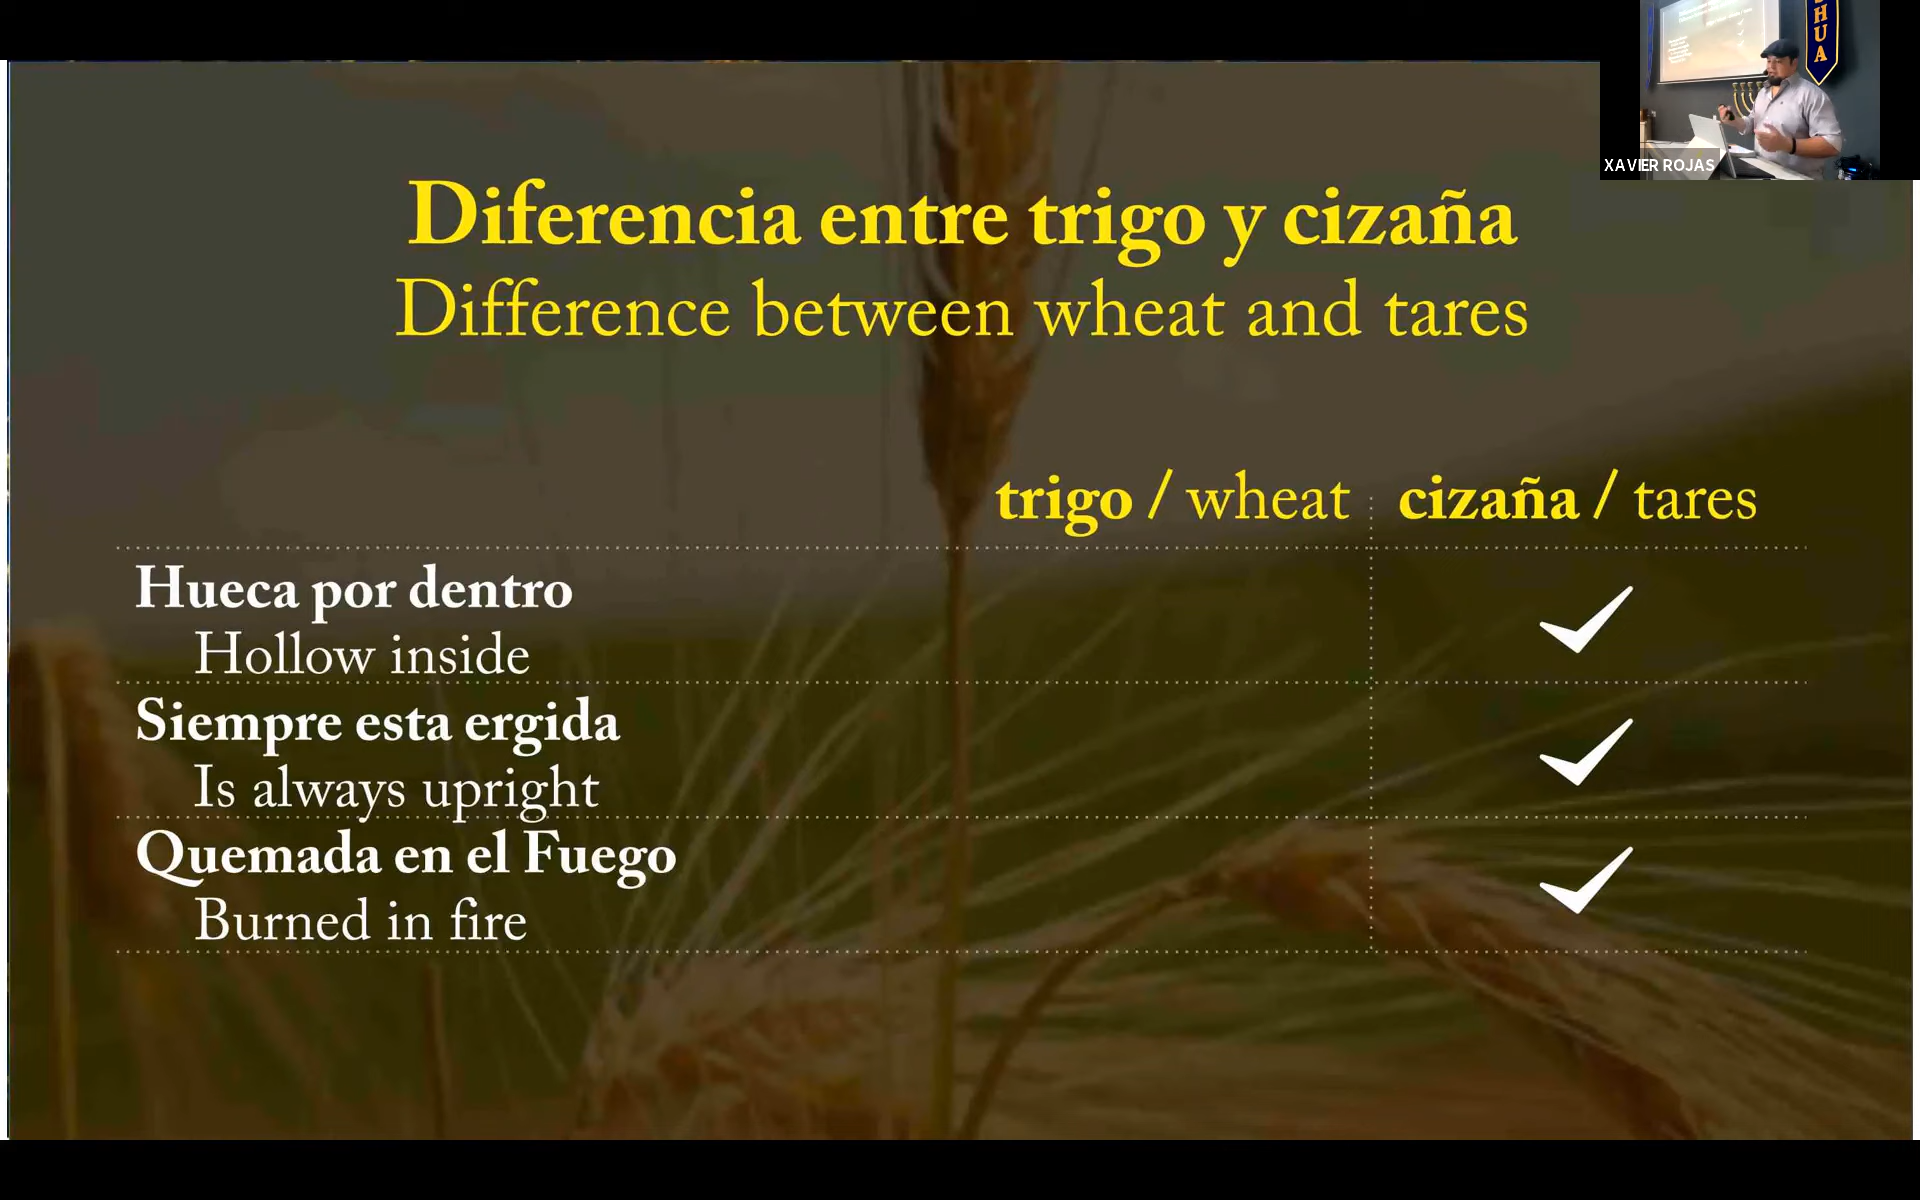 HUA
XAVIER ROJAS
Diferencia entre trigo y cizaña
Difference between wheat and tares
trigo / wheat
cizaña / tares
Hueca por dentro
Hollow inside
Siempre esta ergida
Is always upright
Quemada en el Fuego
Burned in fire